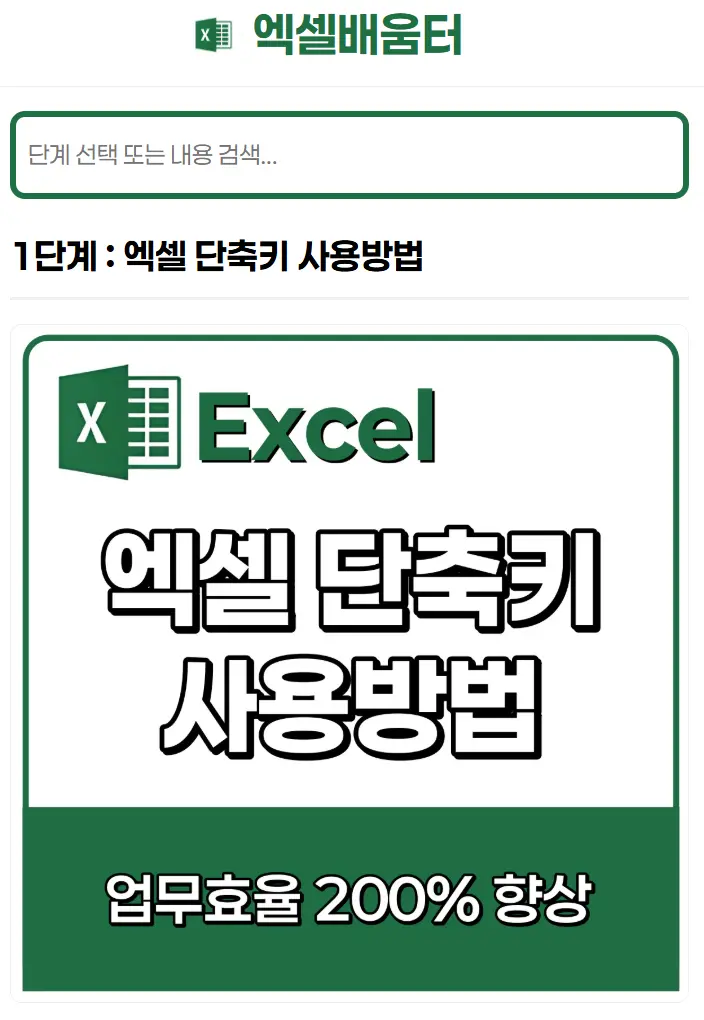 엑셀배움터
단계 선택 또는 내용 검색...
1단계 : 엑셀 단축키 사용방법
X Excel
엑셀 단축키
사용방법
업무효율 200% 향상